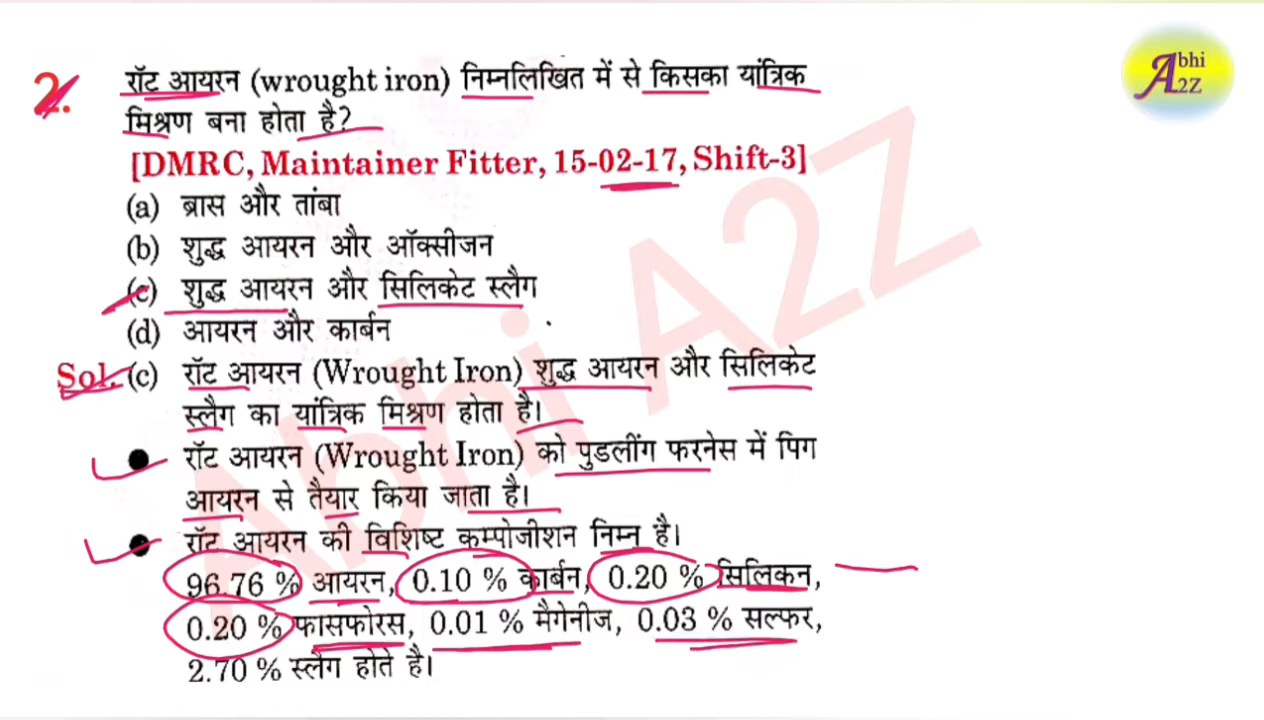 Abhi
A2Z
2. रॉट आयरन (wrought iron) निम्नलिखित में से किसका यांत्रिक
मिश्रण बना होता है?
[DMRC, Maintainer Fitter, 15-02-17, Shift-3]
(a) ब्रास और तांबा
(b) शुद्ध आयरन और ऑक्सीजन
(c) शुद्ध आयरन और सिलिकेट स्लैग
(d) आयरन और कार्बन
Sol. (c) रॉट आयरन (Wrought Iron) शुद्ध आयरन और सिलिकेट
स्लैग का यांत्रिक मिश्रण होता है।
● रॉट आयरन (Wrought Iron) को पुडलींग फरनेस में पिग
आयरन से तैयार किया जाता है।
● रॉट आयरन की विशिष्ट कम्पोजीशन निम्न है।
96.76 % आयरन, 0.10 % कार्बन, 0.20 % सिलिकन,
0.20 % फासफोरस, 0.01 % मैगेनीज, 0.03 % सल्फर,
2.70 % स्लैग होते है।
Abhi A2Z